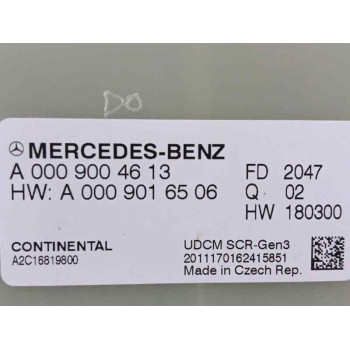 DO
MERCEDES-BENZ
A 000 900 46 13 FD 2047
HW: A 000 901 65 06 Q 02
HW 180300
CONTINENTAL UDCM SCR-Gen3
A2C16819800 2011170162415851
Made in Czech Rep.